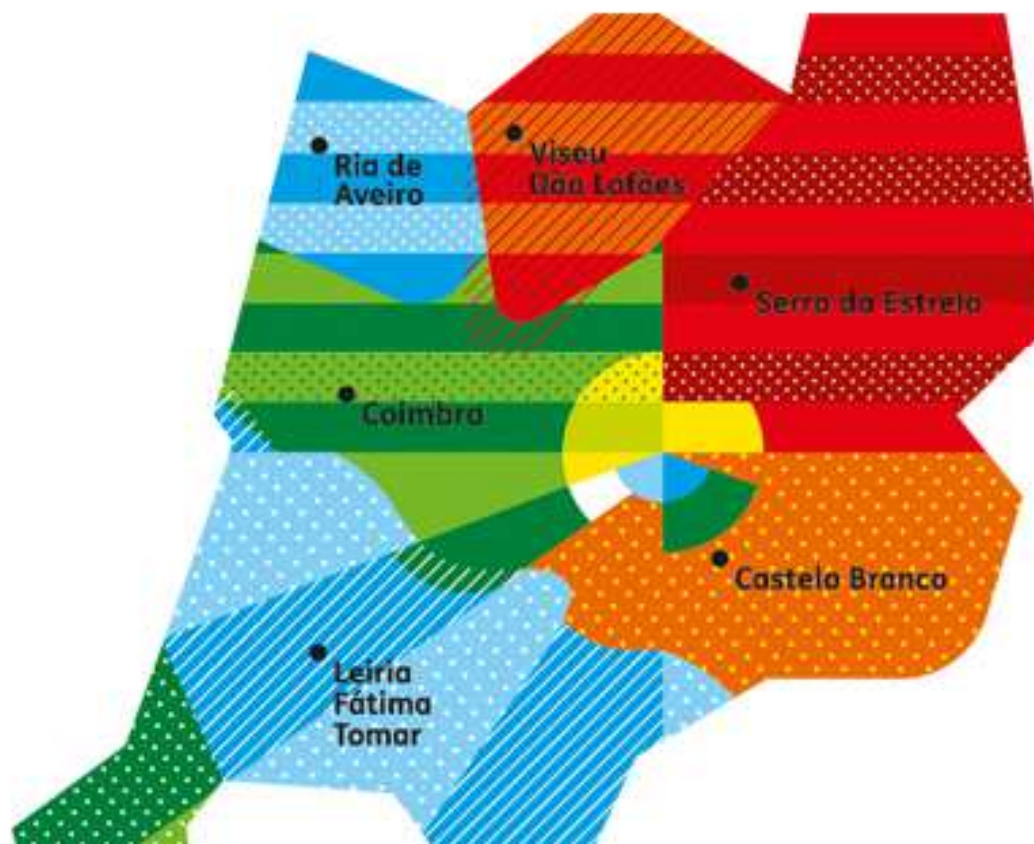 Ria de
Aveiro
Viseu
Dão Lafões
Serra da Estrela
Coimbra
Castelo Branco
Leiria
Fátima
Tomar